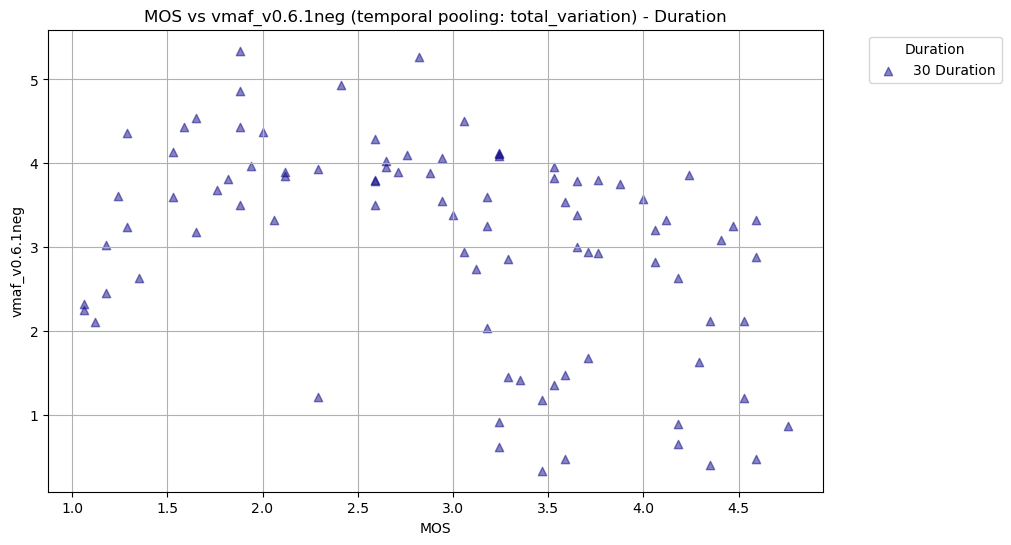 MOS vs vmaf_v0.6.1neg (temporal pooling: total_variation) - Duration
Duration
30 Duration
vmaf_v0.6.1neg
5
4
3
2
1
1.0 1.5 2.0 2.5 3.0 3.5 4.0 4.5
MOS